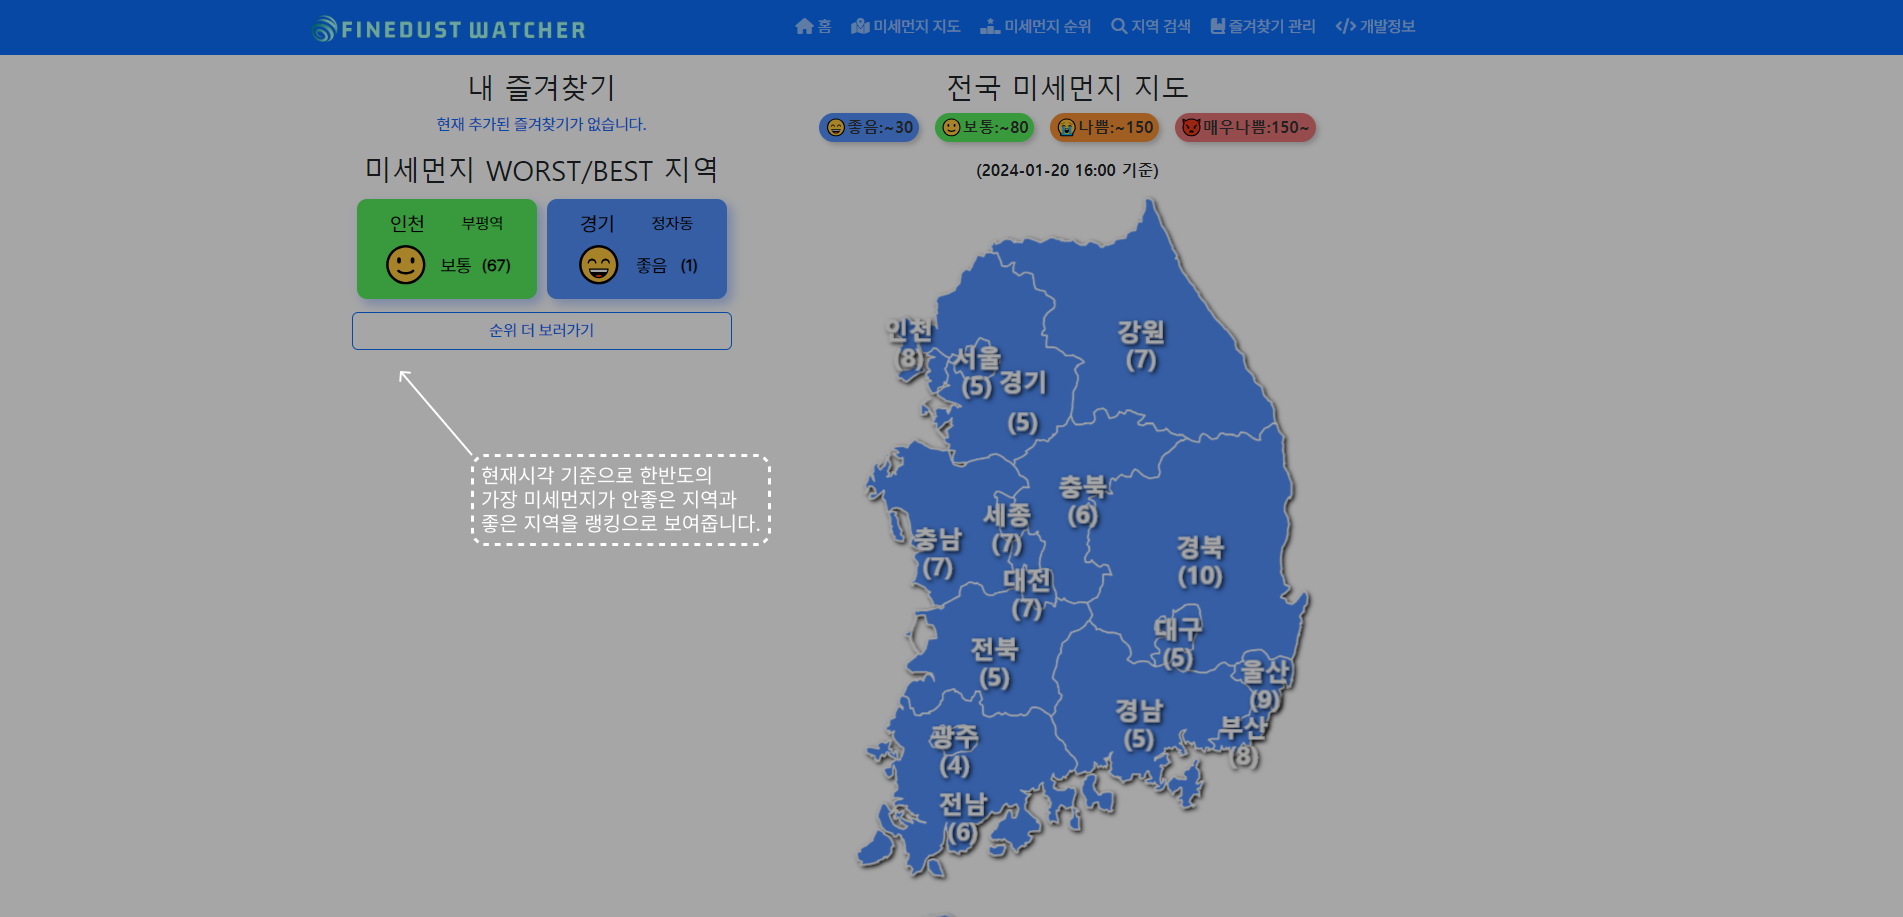 FINEDUST WATCHER
홈
미세먼지 지도
미세먼지 순위
지역 검색
즐겨찾기 관리
개발정보
내 즐겨찾기
현재 추가된 즐겨찾기가 없습니다.
미세먼지 WORST/BEST 지역
인천 부평역
보통 (67)
경기 정자동
좋음 (1)
순위 더 보러가기
현재시각 기준으로 한반도의
가장 미세먼지가 안좋은 지역과
좋은 지역을 랭킹으로 보여줍니다.
전국 미세먼지 지도
좋음:~30
보통:~80
나쁨:~150
매우나쁨:150~
(2024-01-20 16:00 기준)
인천
(8)
서울
(5)
경기
(5)
강원
(7)
충북
(6)
세종
(7)
충남
(7)
대전
(7)
경북
(10)
대구
(5)
전북
(5)
울산
(9)
경남
(5)
부산
(8)
광주
(4)
전남
(6)